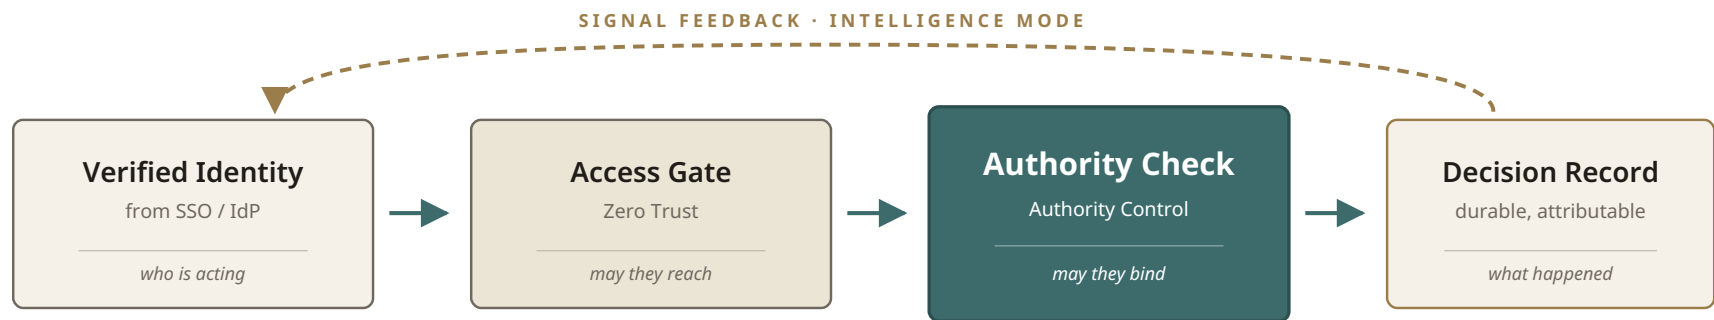 SIGNAL FEEDBACK · INTELLIGENCE MODE
Verified Identity
from SSO / IdP
who is acting
Access Gate
Zero Trust
may they reach
Authority Check
Authority Control
may they bind
Decision Record
durable, attributable
what happened